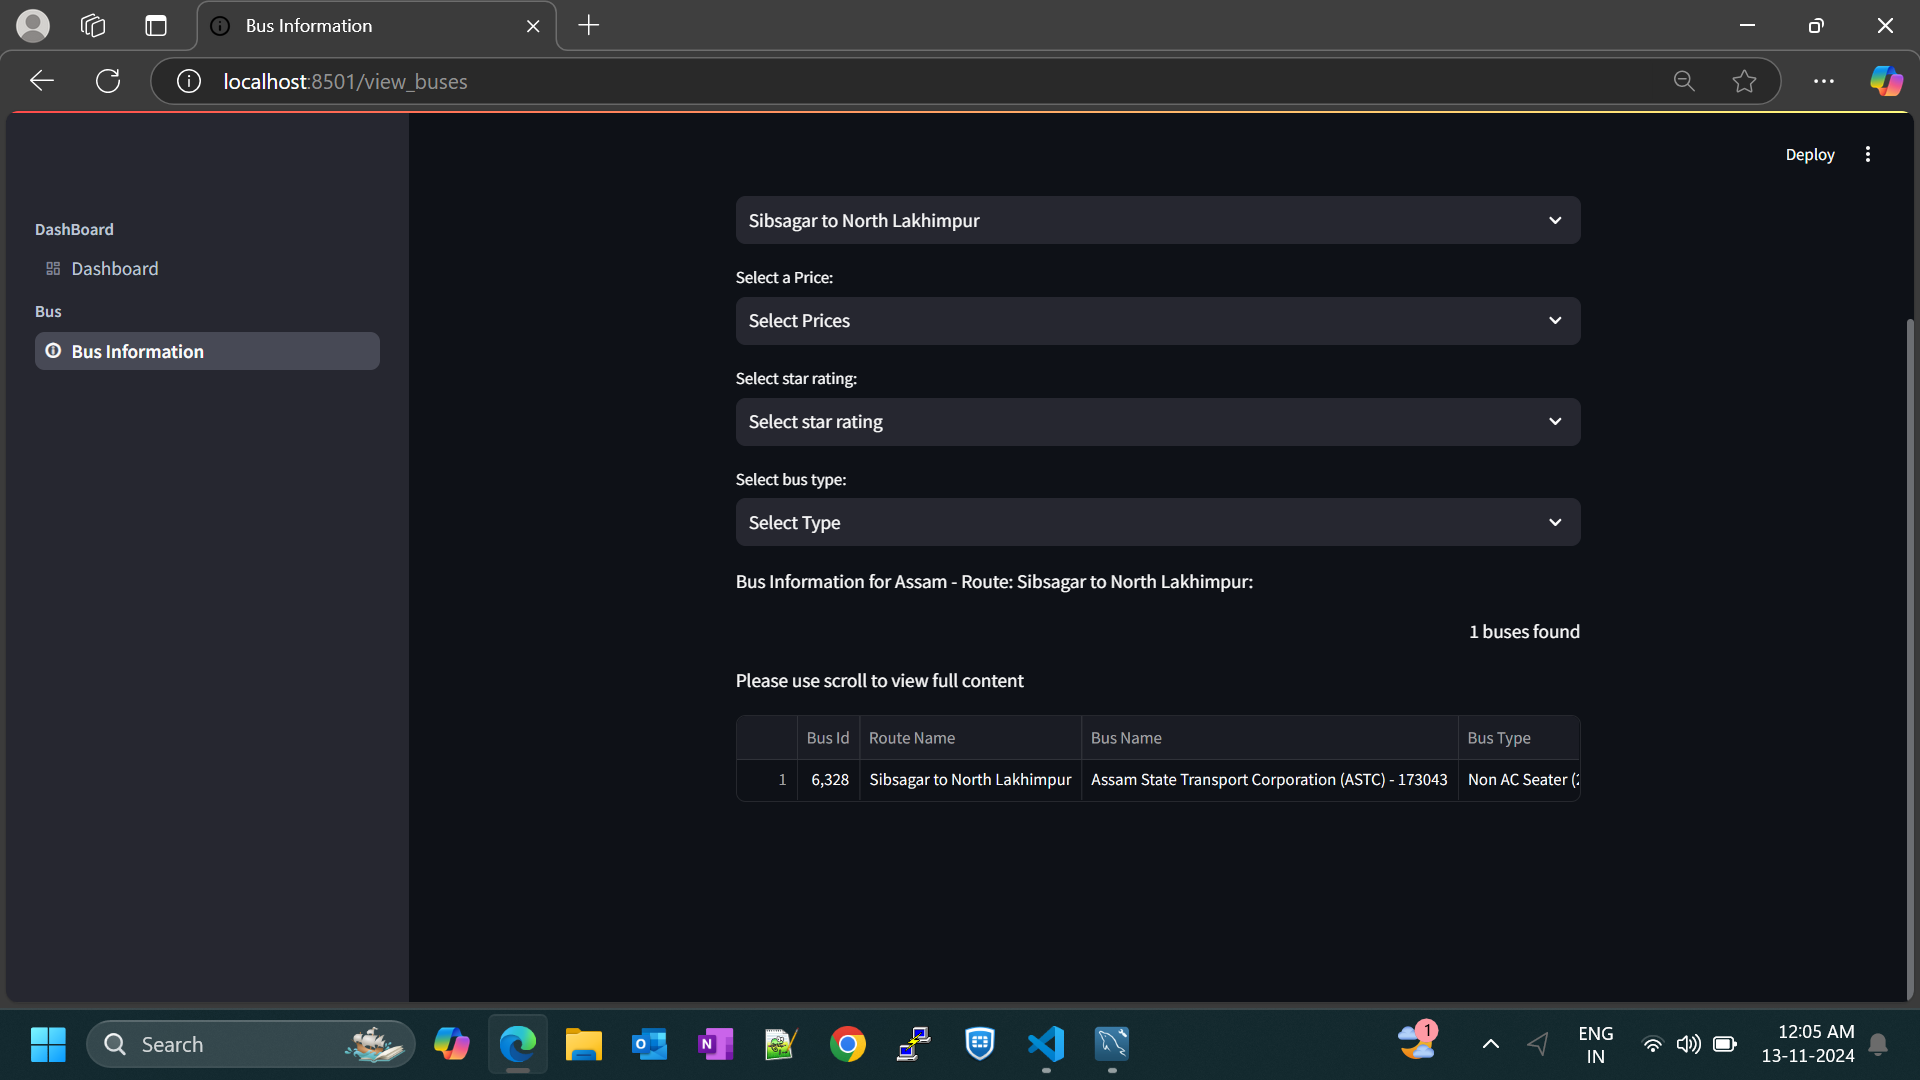 Bus Information
localhost:8501/view_buses
Deploy
DashBoard
Dashboard
Bus
Bus Information
Sibsagar to North Lakhimpur
Select a Price:
Select Prices
Select star rating:
Select star rating
Select bus type:
Select Type
Bus Information for Assam - Route: Sibsagar to North Lakhimpur:
1 buses found
Please use scroll to view full content
Bus Id Route Name Bus Name Bus Type
1 6,328 Sibsagar to North Lakhimpur Assam State Transport Corporation (ASTC) - 173043 Non AC Seater (
Search
1
ENG
IN
12:05 AM
13-11-2024